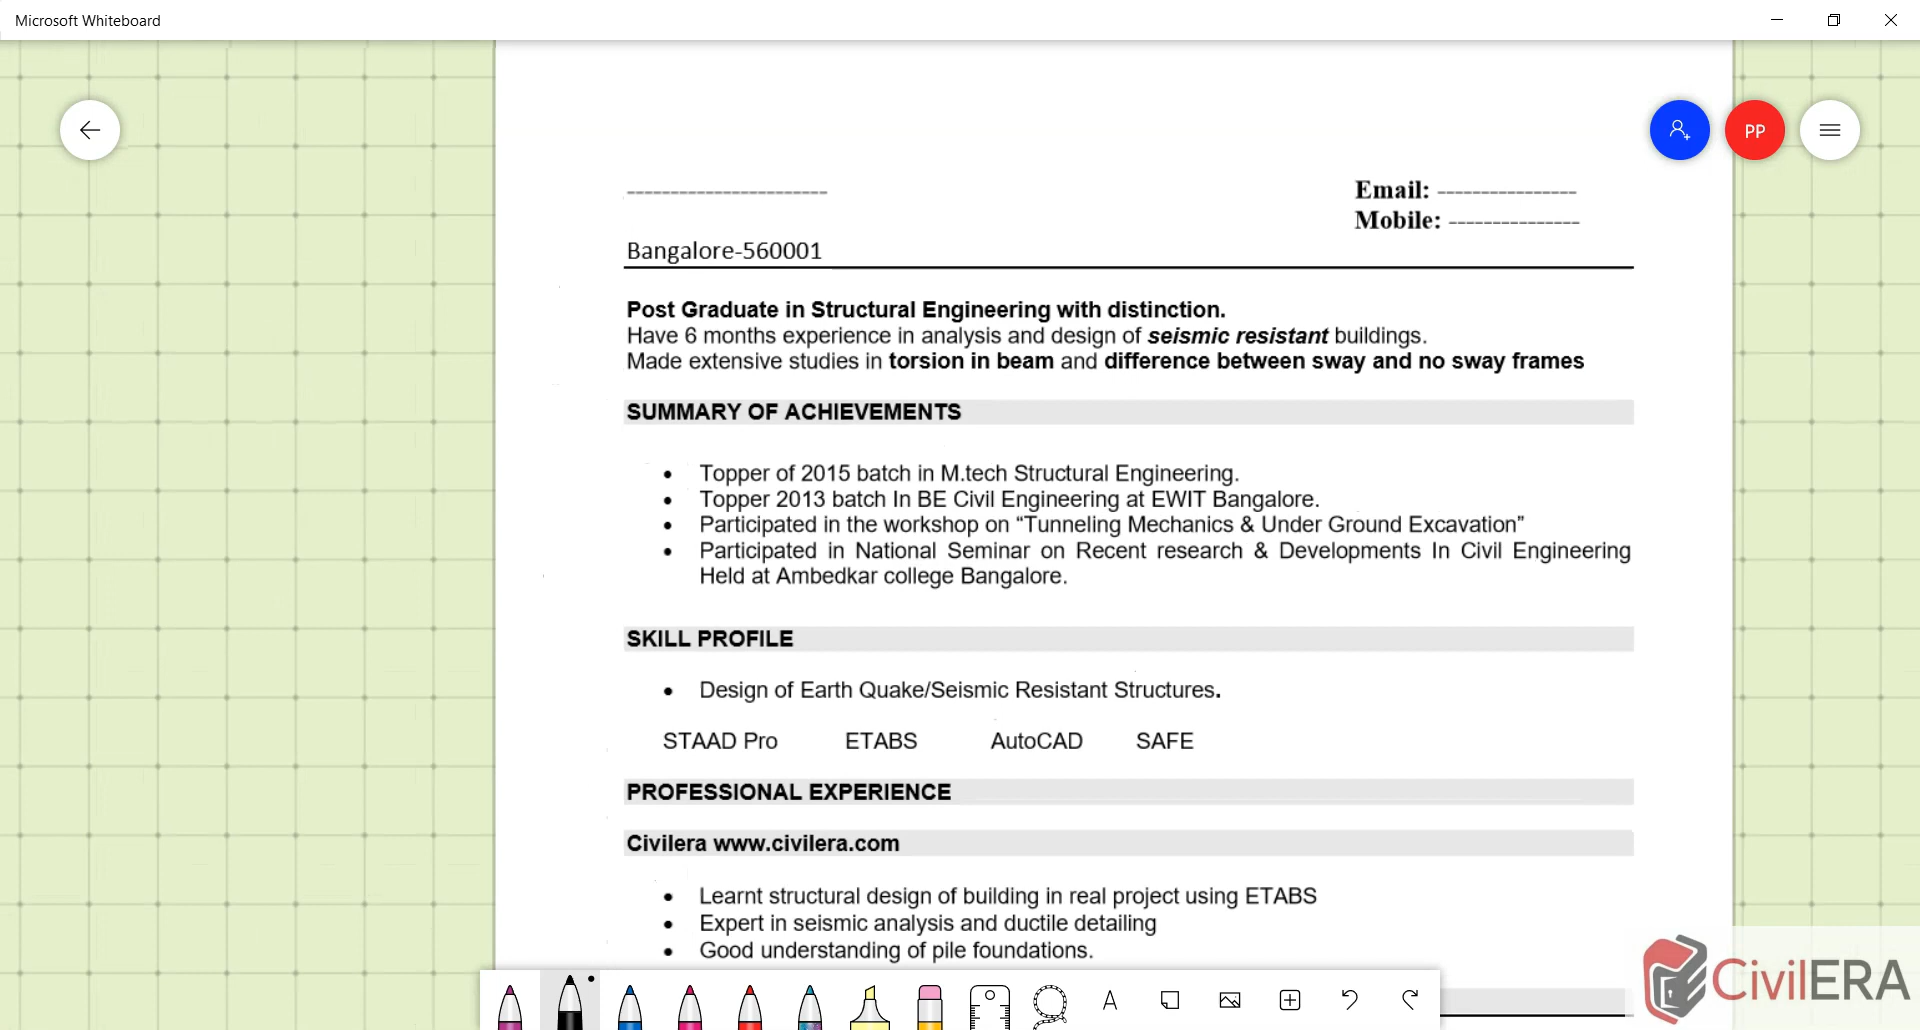 Microsoft Whiteboard
PP
-----------------------
Email: ----------------
Mobile: ---------------
Bangalore-560001
Post Graduate in Structural Engineering with distinction.
Have 6 months experience in analysis and design of seismic resistant buildings.
Made extensive studies in torsion in beam and difference between sway and no sway frames
SUMMARY OF ACHIEVEMENTS
• Topper of 2015 batch in M.tech Structural Engineering.
• Topper 2013 batch In BE Civil Engineering at EWIT Bangalore.
• Participated in the workshop on “Tunneling Mechanics & Under Ground Excavation”
• Participated in National Seminar on Recent research & Developments In Civil Engineering
Held at Ambedkar college Bangalore.
SKILL PROFILE
• Design of Earth Quake/Seismic Resistant Structures.
STAAD Pro ETABS AutoCAD SAFE
PROFESSIONAL EXPERIENCE
Civilera www.civilera.com
• Learnt structural design of building in real project using ETABS
• Expert in seismic analysis and ductile detailing
• Good understanding of pile foundations.
CivilERA